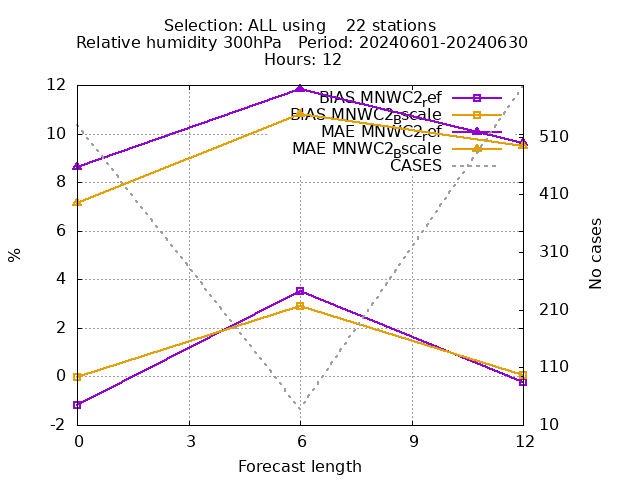 Selection: ALL using    22 stations
Relative humidity 300hPa   Period: 20240601-20240630
Hours: 12
12
10
8
6
4
2
0
-2
%
BIAS MNWC2_ref
BIAS MNWC2_Bscale
MAE MNWC2_ref
MAE MNWC2_Bscale
CASES
510
410
310
210
110
10
No cases
0 3 6 9 12
Forecast length